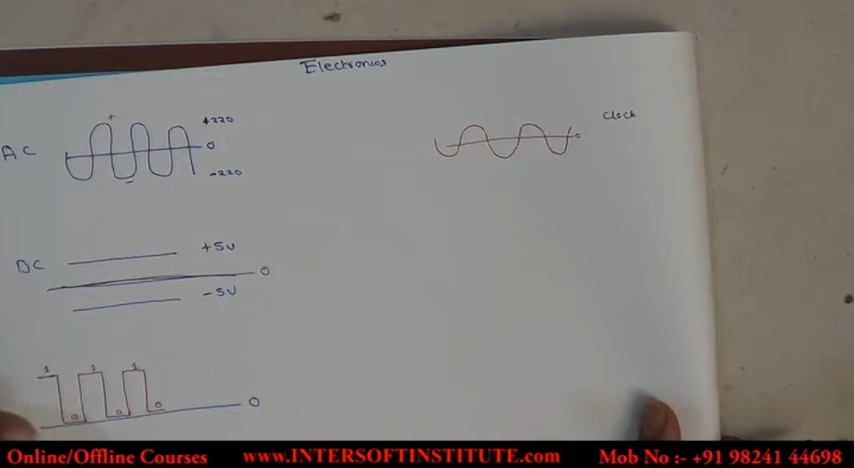 Electronics
AC
+
+220
0
-220
-
Clock
0
DC
+5V
0
-5V
1 1 1
0 0 0
0
Online/Offline Courses www.INTERSOFTINSTITUTE.com Mob No :- +91 98241 44698